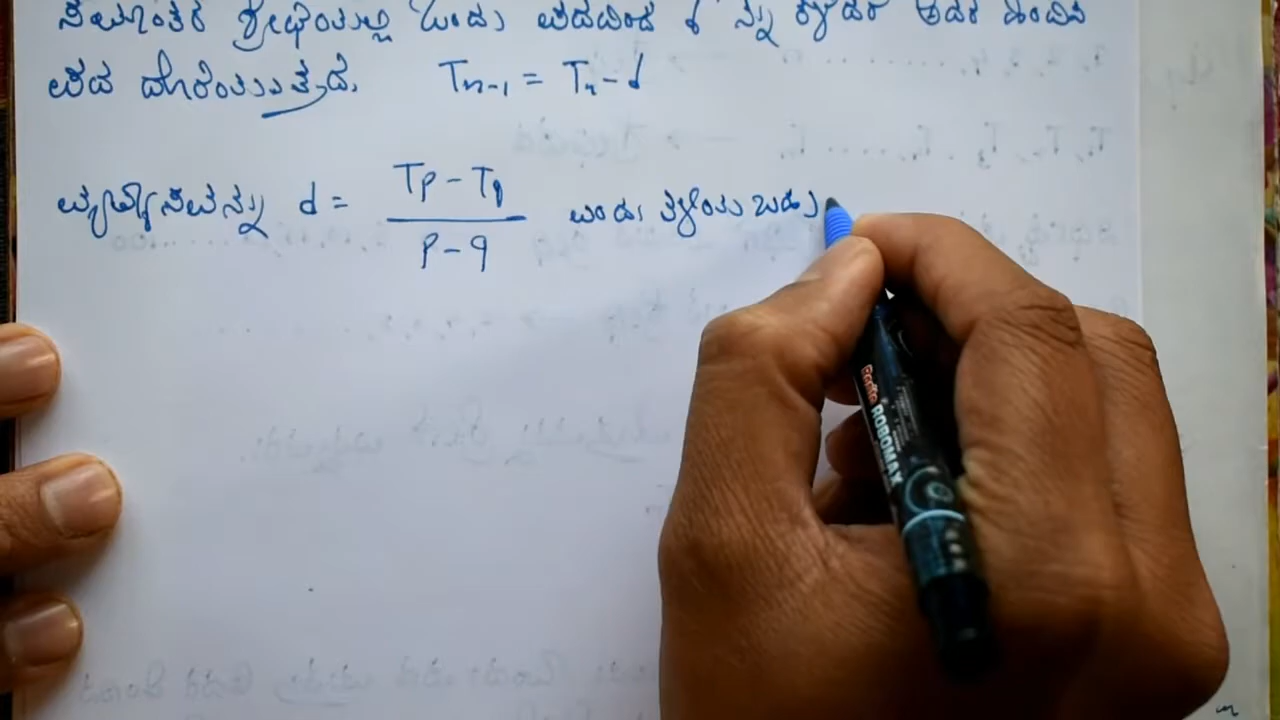 ಸಮಾಂತರ ಶ್ರೇಢಿಯಲ್ಲಿ ಒಂದು ಪದದಿಂದ d ನ್ನು ಕಳೆದರೆ ಅದರ ಹಿಂದಿನ
ಪದ ದೊರೆಯುತ್ತದೆ. Tn-1 = Tn - d
ವ್ಯತ್ಯಾಸವನ್ನು d = (Tp - Tq) / (p - q) ಎಂದು ತಿಳಿಯಬಹು
ROBOMAX